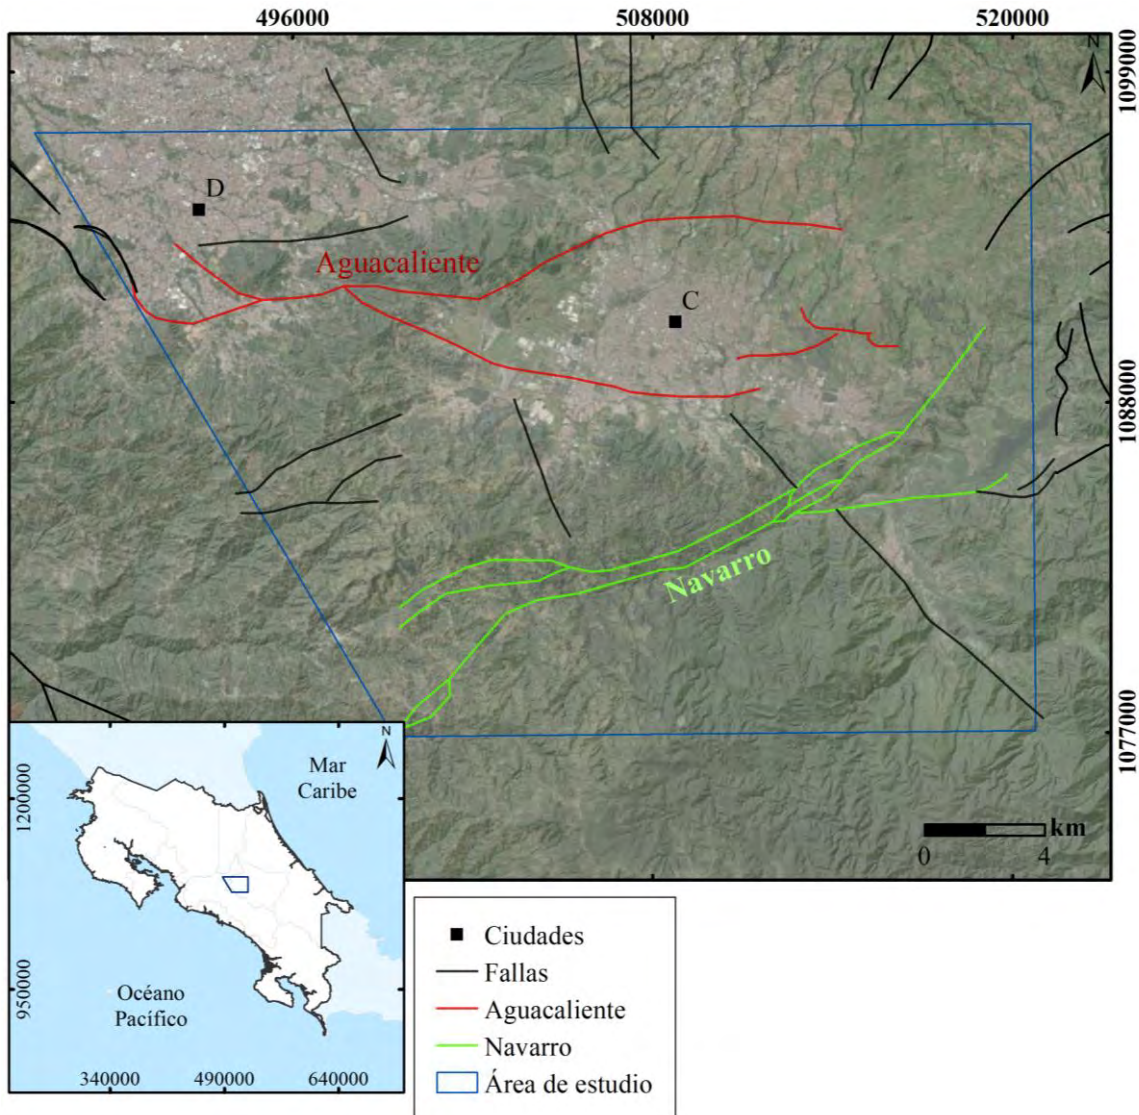 496000
508000
520000
N
1099000
D
Aguacaliente
C
1088000
Navarro
1077000
km
0
4
N
Mar
Caribe
1200000
950000
Océano
Pacífico
340000
490000
640000
Ciudades
Fallas
Aguacaliente
Navarro
Área de estudio